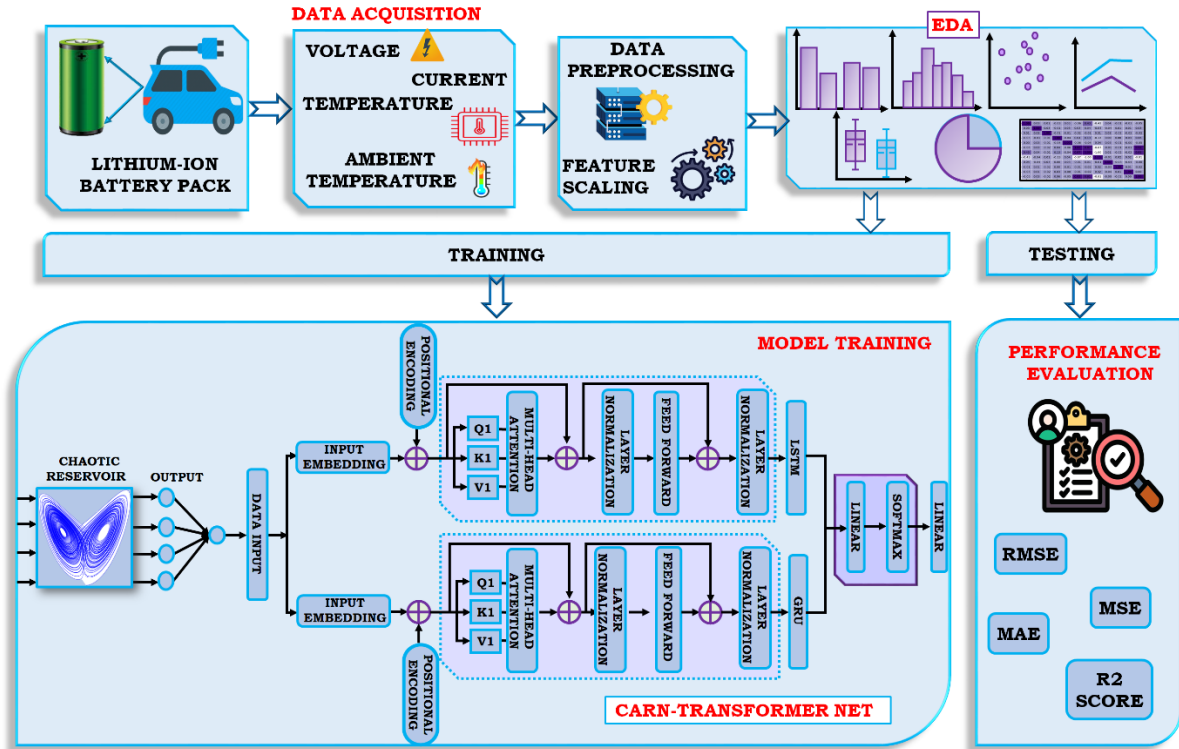 DATA ACQUISITION
EDA
LITHIUM-ION
BATTERY PACK
VOLTAGE
CURRENT
TEMPERATURE
AMBIENT
TEMPERATURE
DATA
PREPROCESSING
FEATURE
SCALING
TRAINING
TESTING
MODEL TRAINING
CHAOTIC
RESERVOIR
OUTPUT
DATA INPUT
INPUT
EMBEDDING
POSITIONAL
ENCODING
Q1
K1
V1
MULTI-HEAD
ATTENTION
LAYER
NORMALIZATION
FEED FORWARD
LAYER
NORMALIZATION
LSTM
INPUT
EMBEDDING
POSITIONAL
ENCODING
Q1
K1
V1
MULTI-HEAD
ATTENTION
LAYER
NORMALIZATION
FEED FORWARD
LAYER
NORMALIZATION
GRU
LINEAR
SOFTMAX
LINEAR
CARN-TRANSFORMER NET
PERFORMANCE
EVALUATION
RMSE
MSE
MAE
R2
SCORE